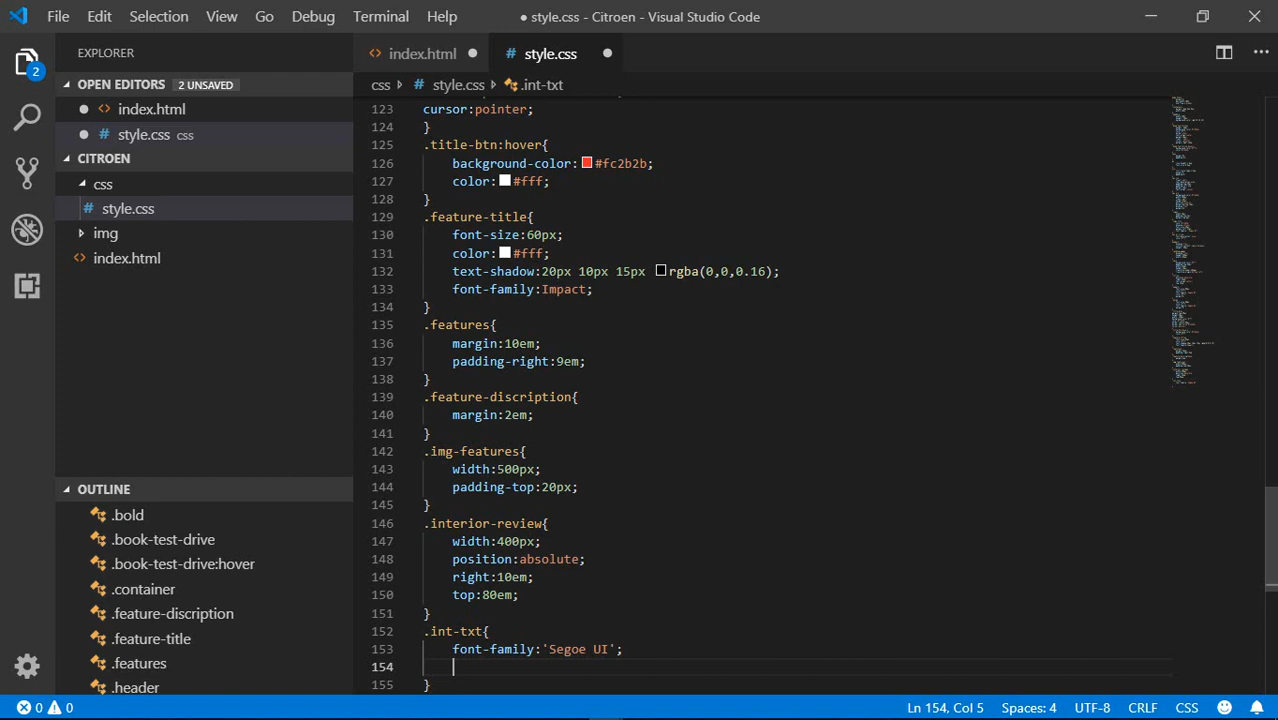 File Edit Selection View Go Debug Terminal Help ● style.css - Citroen - Visual Studio Code
EXPLORER
2
OPEN EDITORS 2 UNSAVED
index.html
style.css css
CITROEN
css
style.css
img
index.html
OUTLINE
.bold
.book-test-drive
.book-test-drive:hover
.container
.feature-discription
.feature-title
.features
.header
index.html style.css
css style.css .int-txt
123 cursor:pointer;
124 }
125 .title-btn:hover{
126 background-color: #fc2b2b;
127 color: #fff;
128 }
129 .feature-title{
130 font-size:60px;
131 color: #fff;
132 text-shadow:20px 10px 15px rgba(0,0,0.16);
133 font-family:Impact;
134 }
135 .features{
136 margin:10em;
137 padding-right:9em;
138 }
139 .feature-discription{
140 margin:2em;
141 }
142 .img-features{
143 width:500px;
144 padding-top:20px;
145 }
146 .interior-review{
147 width:400px;
148 position:absolute;
149 right:10em;
150 top:80em;
151 }
152 .int-txt{
153 font-family:'Segoe UI';
154
155 }
0 0 Ln 154, Col 5 Spaces: 4 UTF-8 CRLF CSS